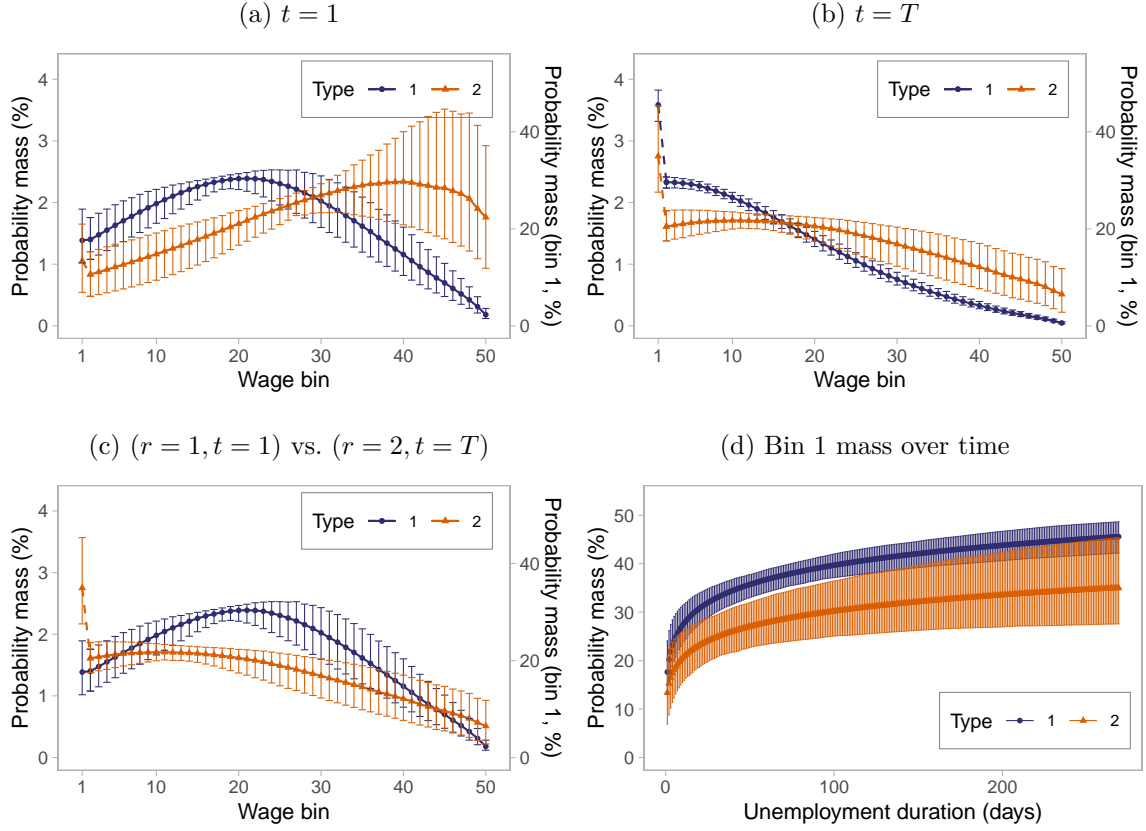 (a) t = 1
Probability mass (%)
0
1
2
3
4
1
10
20
30
40
50
Wage bin
0
20
40
Probability mass (bin 1, %)
Type 1 2
(b) t = T
Probability mass (%)
0
1
2
3
4
1
10
20
30
40
50
Wage bin
0
20
40
Probability mass (bin 1, %)
Type 1 2
(c) (r = 1, t = 1) vs. (r = 2, t = T)
Probability mass (%)
0
1
2
3
4
1
10
20
30
40
50
Wage bin
0
20
40
Probability mass (bin 1, %)
Type 1 2
(d) Bin 1 mass over time
Probability mass (%)
0
10
20
30
40
50
0
100
200
Unemployment duration (days)
Type 1 2